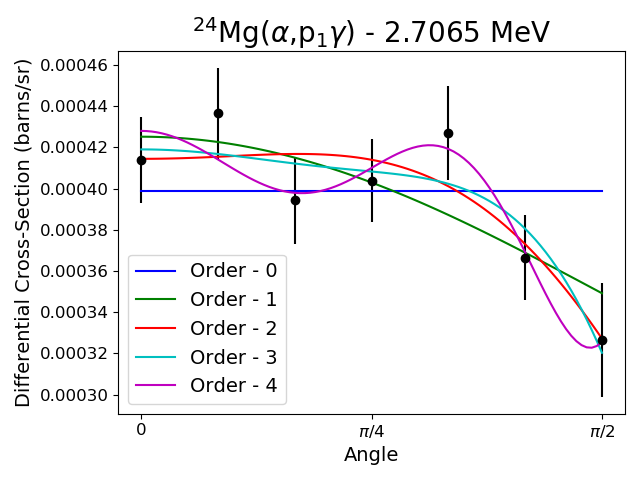 ²⁴Mg(α,p₁γ) - 2.7065 MeV
Differential Cross-Section (barns/sr)
0.00046
0.00044
0.00042
0.00040
0.00038
0.00036
0.00034
0.00032
0.00030
Order - 0
Order - 1
Order - 2
Order - 3
Order - 4
0
π/4
π/2
Angle